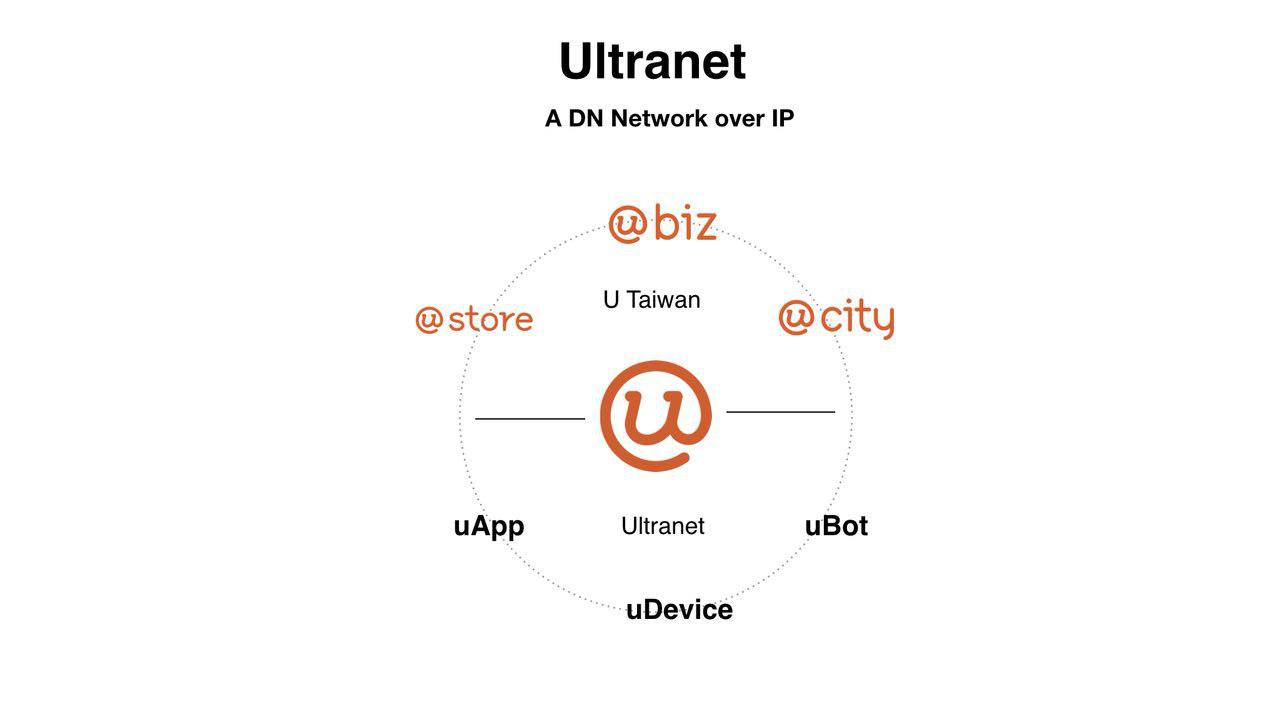 Ultranet
A DN Network over IP
@biz
U Taiwan
@store
@city
@
uApp
Ultranet
uBot
uDevice